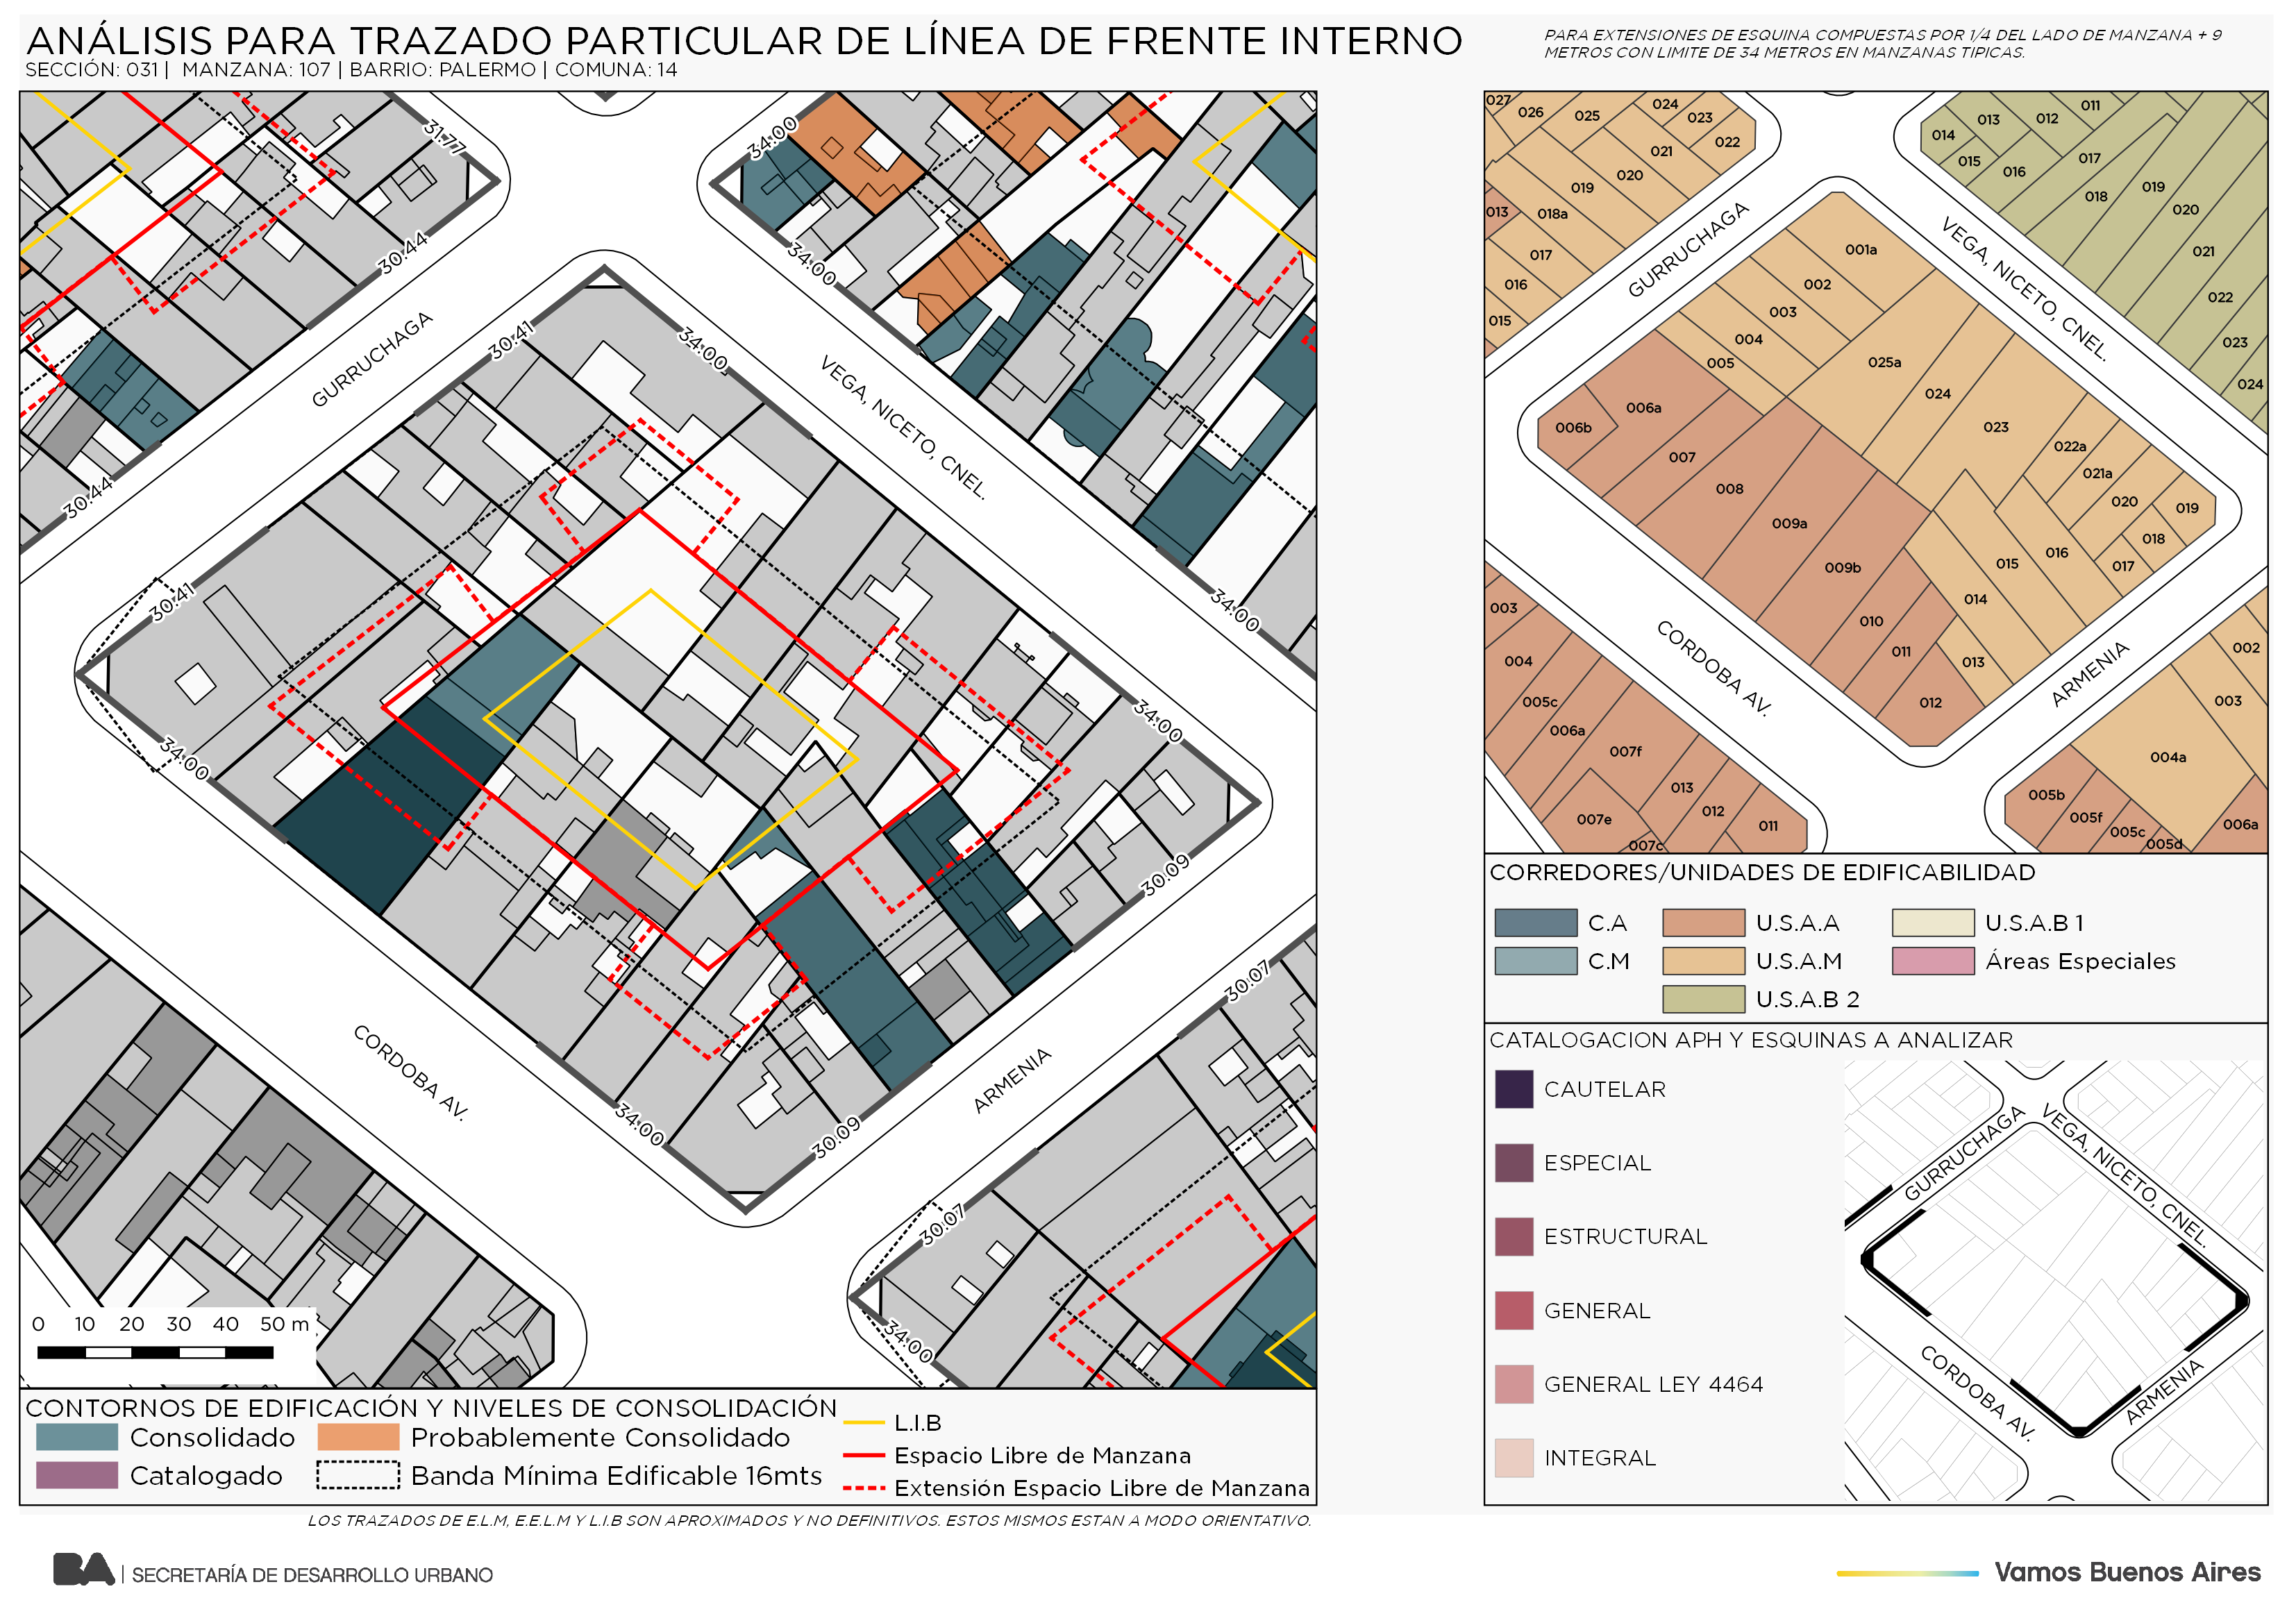 ANÁLISIS PARA TRAZADO PARTICULAR DE LÍNEA DE FRENTE INTERNO
SECCIÓN: 031 | MANZANA: 107 | BARRIO: PALERMO | COMUNA: 14
PARA EXTENSIONES DE ESQUINA COMPUESTAS POR 1/4 DEL LADO DE MANZANA + 9
METROS CON LIMITE DE 34 METROS EN MANZANAS TIPICAS.
31.77
34.00
30.44
34.00
GURRUCHAGA
30.41
34.00
VEGA, NICETO, CNEL.
30.44
30.41
34.00
34.00
34.00
30.09
30.07
CORDOBA AV.
34.00
30.09
ARMENIA
30.07
34.00
0 10 20 30 40 50 m
CONTORNOS DE EDIFICACIÓN Y NIVELES DE CONSOLIDACIÓN
Consolidado
Probablemente Consolidado
Catalogado
Banda Mínima Edificable 16mts
L.I.B
Espacio Libre de Manzana
Extensión Espacio Libre de Manzana
LOS TRAZADOS DE E.L.M, E.E.L.M Y L.I.B SON APROXIMADOS Y NO DEFINITIVOS. ESTOS MISMOS ESTAN A MODO ORIENTATIVO.
027
026
025
024
023
022
021
020
019
018a
013
017
016
015
011
012
013
014
015
016
017
018
019
020
021
022
023
024
GURRUCHAGA
VEGA, NICETO, CNEL.
001a
002
003
004
005
025a
024
023
006a
006b
007
008
009a
009b
022a
021a
020
019
018
017
016
015
014
013
010
011
012
CORDOBA AV.
ARMENIA
003
004
005c
006a
007f
007e
007c
013
012
011
002
003
004a
005b
005f
005c
005d
006a
CORREDORES/UNIDADES DE EDIFICABILIDAD
C.A
U.S.A.A
U.S.A.B 1
C.M
U.S.A.M
Áreas Especiales
U.S.A.B 2
CATALOGACION APH Y ESQUINAS A ANALIZAR
CAUTELAR
ESPECIAL
ESTRUCTURAL
GENERAL
GENERAL LEY 4464
INTEGRAL
GURRUCHAGA
VEGA, NICETO, CNEL.
CORDOBA AV.
ARMENIA
BA | SECRETARÍA DE DESARROLLO URBANO
Vamos Buenos Aires